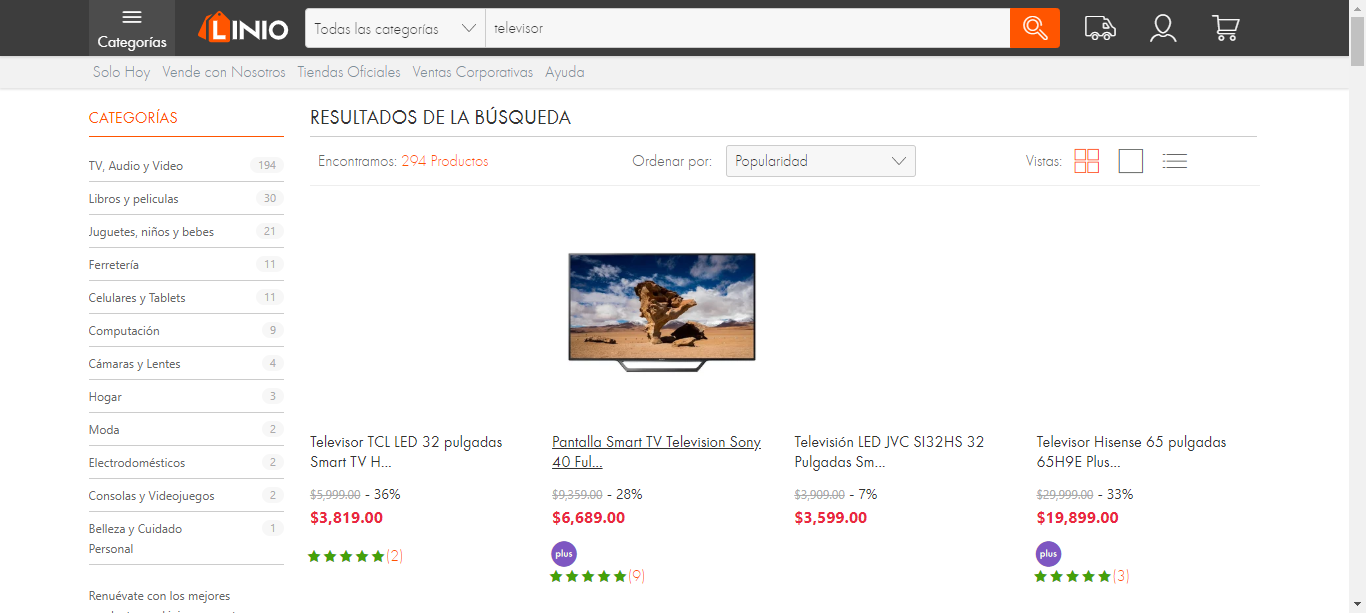 Categorías
LINIO
Todas las categorías
televisor
Solo Hoy Vende con Nosotros Tiendas Oficiales Ventas Corporativas Ayuda
CATEGORÍAS
TV, Audio y Video 194
Libros y peliculas 30
Juguetes, niños y bebes 21
Ferretería 11
Celulares y Tablets 11
Computación 9
Cámaras y Lentes 4
Hogar 3
Moda 2
Electrodomésticos 2
Consolas y Videojuegos 2
Belleza y Cuidado 1
Personal
Renuévate con los mejores
RESULTADOS DE LA BÚSQUEDA
Encontramos: 294 Productos
Ordenar por: Popularidad
Vistas:
Televisor TCL LED 32 pulgadas
Smart TV H...
$5,999.00 - 36%
$3,819.00
(2)
Pantalla Smart TV Television Sony
40 Ful...
$9,359.00 - 28%
$6,689.00
plus
(9)
Televisión LED JVC SI32HS 32
Pulgadas Sm...
$3,909.00 - 7%
$3,599.00
Televisor Hisense 65 pulgadas
65H9E Plus...
$29,999.00 - 33%
$19,899.00
plus
(3)